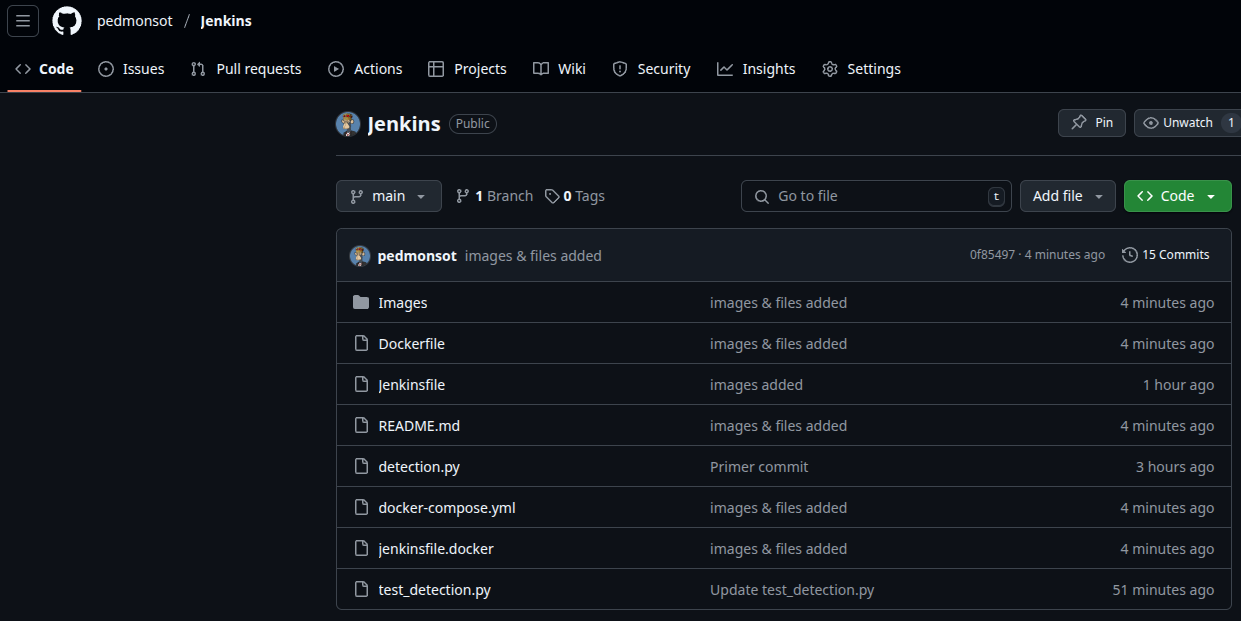 pedmonsot / Jenkins
Code Issues Pull requests Actions Projects Wiki Security Insights Settings
Jenkins Public Pin Unwatch 1
main 1 Branch 0 Tags Go to file t Add file Code
pedmonsot images & files added 0f85497 · 4 minutes ago 15 Commits
Images images & files added 4 minutes ago
Dockerfile images & files added 4 minutes ago
Jenkinsfile images added 1 hour ago
README.md images & files added 4 minutes ago
detection.py Primer commit 3 hours ago
docker-compose.yml images & files added 4 minutes ago
jenkinsfile.docker images & files added 4 minutes ago
test_detection.py Update test_detection.py 51 minutes ago